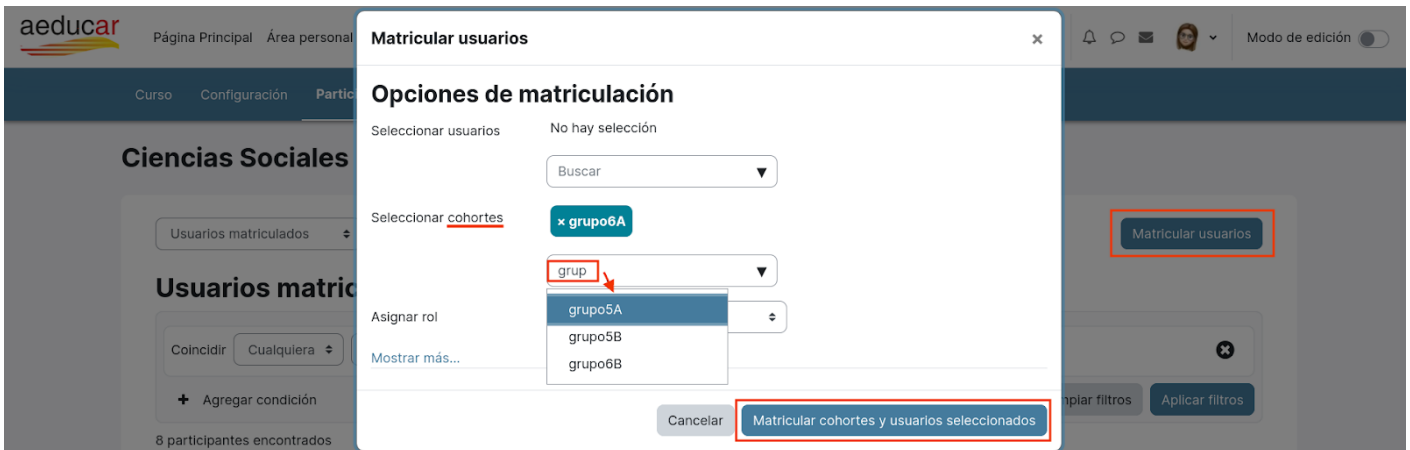 aeducar
Página Principal Área personal
Modo de edición
Curso Configuración Partic
Ciencias Sociales
Usuarios matriculados
Matricular usuarios
Usuarios matric
Coincidir Cualquiera
Agregar condición
piar filtros Aplicar filtros
8 participantes encontrados
Matricular usuarios ×
Opciones de matriculación
Seleccionar usuarios No hay selección
Buscar
Seleccionar cohortes × grupo6A
grup
grupo5A
Asignar rol
grupo5B
Mostrar más...
grupo6B
Cancelar Matricular cohortes y usuarios seleccionados